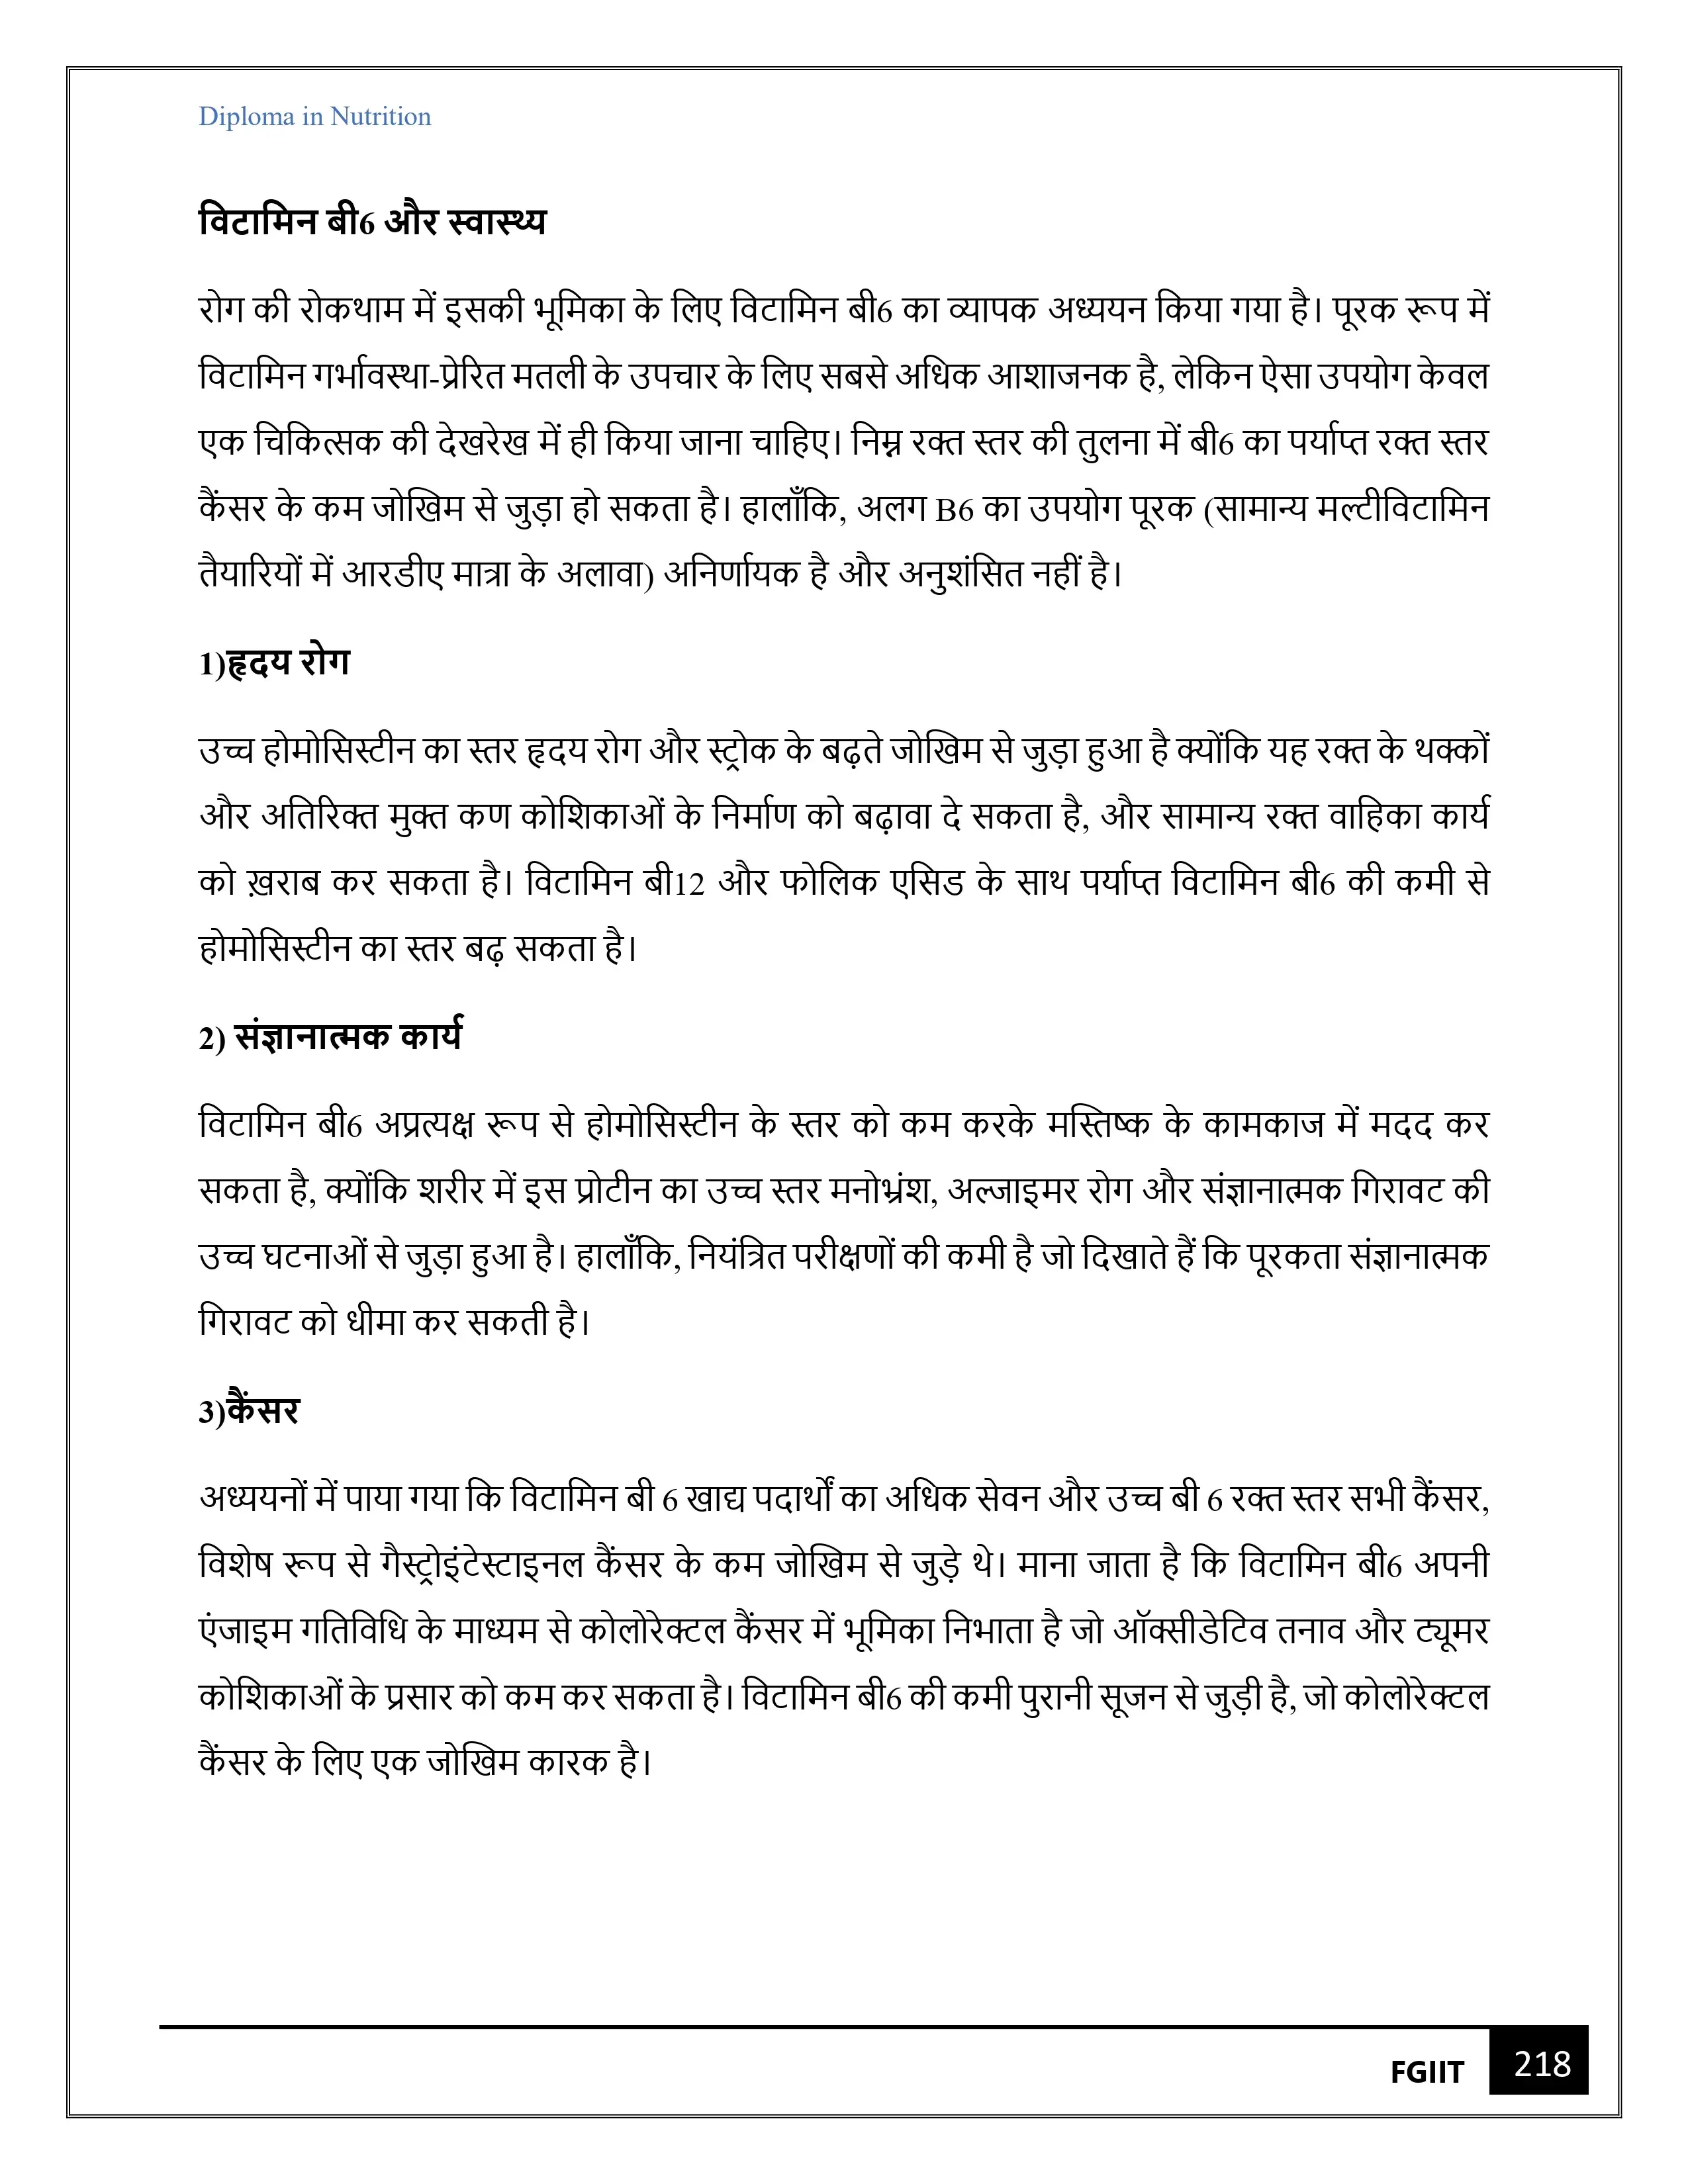 Diploma in Nutrition
विटामिन बी6 और स्वास्थ्य
रोग की रोकथाम में इसकी भूमिका के लिए विटामिन बी6 का व्यापक अध्ययन किया गया है। पूरक रूप में
विटामिन गर्भावस्था-प्रेरित मतली के उपचार के लिए सबसे अधिक आशाजनक है, लेकिन ऐसा उपयोग केवल
एक चिकित्सक की देखरेख में ही किया जाना चाहिए। निम्न रक्त स्तर की तुलना में बी6 का पर्याप्त रक्त स्तर
कैंसर के कम जोखिम से जुड़ा हो सकता है। हालाँकि, अलग B6 का उपयोग पूरक (सामान्य मल्टीविटामिन
तैयारियों में आरडीए मात्रा के अलावा) अनिर्णायक है और अनुशंसित नहीं है।
1)हृदय रोग
उच्च होमोसिस्टीन का स्तर हृदय रोग और स्ट्रोक के बढ़ते जोखिम से जुड़ा हुआ है क्योंकि यह रक्त के थक्कों
और अतिरिक्त मुक्त कण कोशिकाओं के निर्माण को बढ़ावा दे सकता है, और सामान्य रक्त वाहिका कार्य
को ख़राब कर सकता है। विटामिन बी12 और फोलिक एसिड के साथ पर्याप्त विटामिन बी6 की कमी से
होमोसिस्टीन का स्तर बढ़ सकता है।
2) संज्ञानात्मक कार्य
विटामिन बी6 अप्रत्यक्ष रूप से होमोसिस्टीन के स्तर को कम करके मस्तिष्क के कामकाज में मदद कर
सकता है, क्योंकि शरीर में इस प्रोटीन का उच्च स्तर मनोभ्रंश, अल्जाइमर रोग और संज्ञानात्मक गिरावट की
उच्च घटनाओं से जुड़ा हुआ है। हालाँकि, नियंत्रित परीक्षणों की कमी है जो दिखाते हैं कि पूरकता संज्ञानात्मक
गिरावट को धीमा कर सकती है।
3)कैंसर
अध्ययनों में पाया गया कि विटामिन बी 6 खाद्य पदार्थों का अधिक सेवन और उच्च बी 6 रक्त स्तर सभी कैंसर,
विशेष रूप से गैस्ट्रोइंटेस्टाइनल कैंसर के कम जोखिम से जुड़े थे। माना जाता है कि विटामिन बी6 अपनी
एंजाइम गतिविधि के माध्यम से कोलोरेक्टल कैंसर में भूमिका निभाता है जो ऑक्सीडेटिव तनाव और ट्यूमर
कोशिकाओं के प्रसार को कम कर सकता है। विटामिन बी6 की कमी पुरानी सूजन से जुड़ी है, जो कोलोरेक्टल
कैंसर के लिए एक जोखिम कारक है।
FGIIT 218